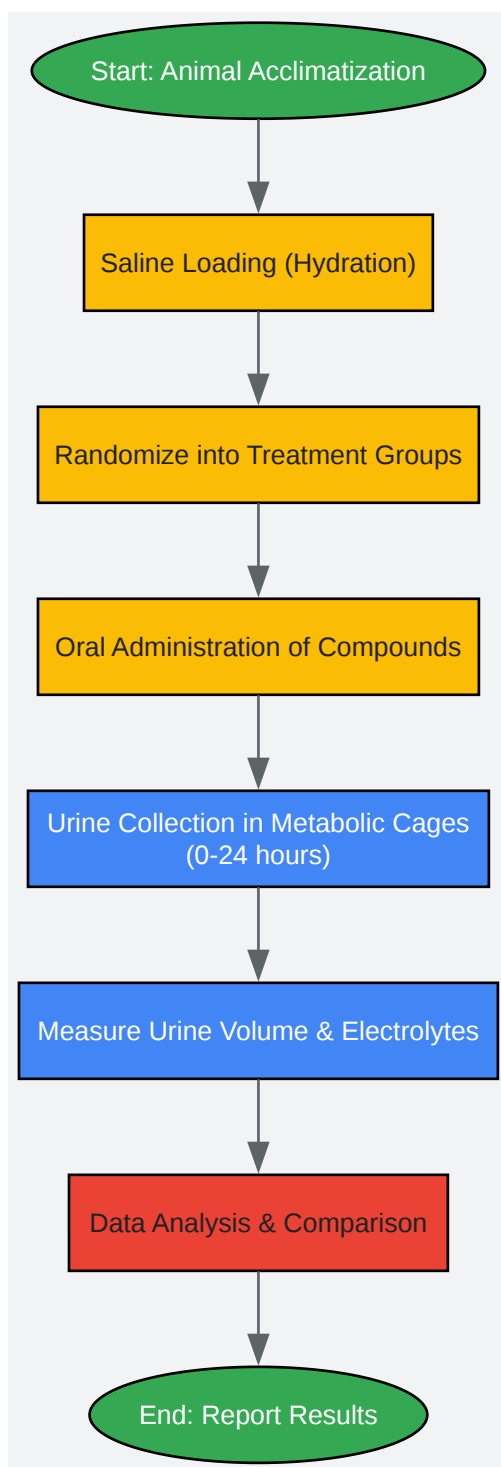 Start: Animal Acclimatization
Saline Loading (Hydration)
Randomize into Treatment Groups
Oral Administration of Compounds
Urine Collection in Metabolic Cages
(0-24 hours)
Measure Urine Volume & Electrolytes
Data Analysis & Comparison
End: Report Results